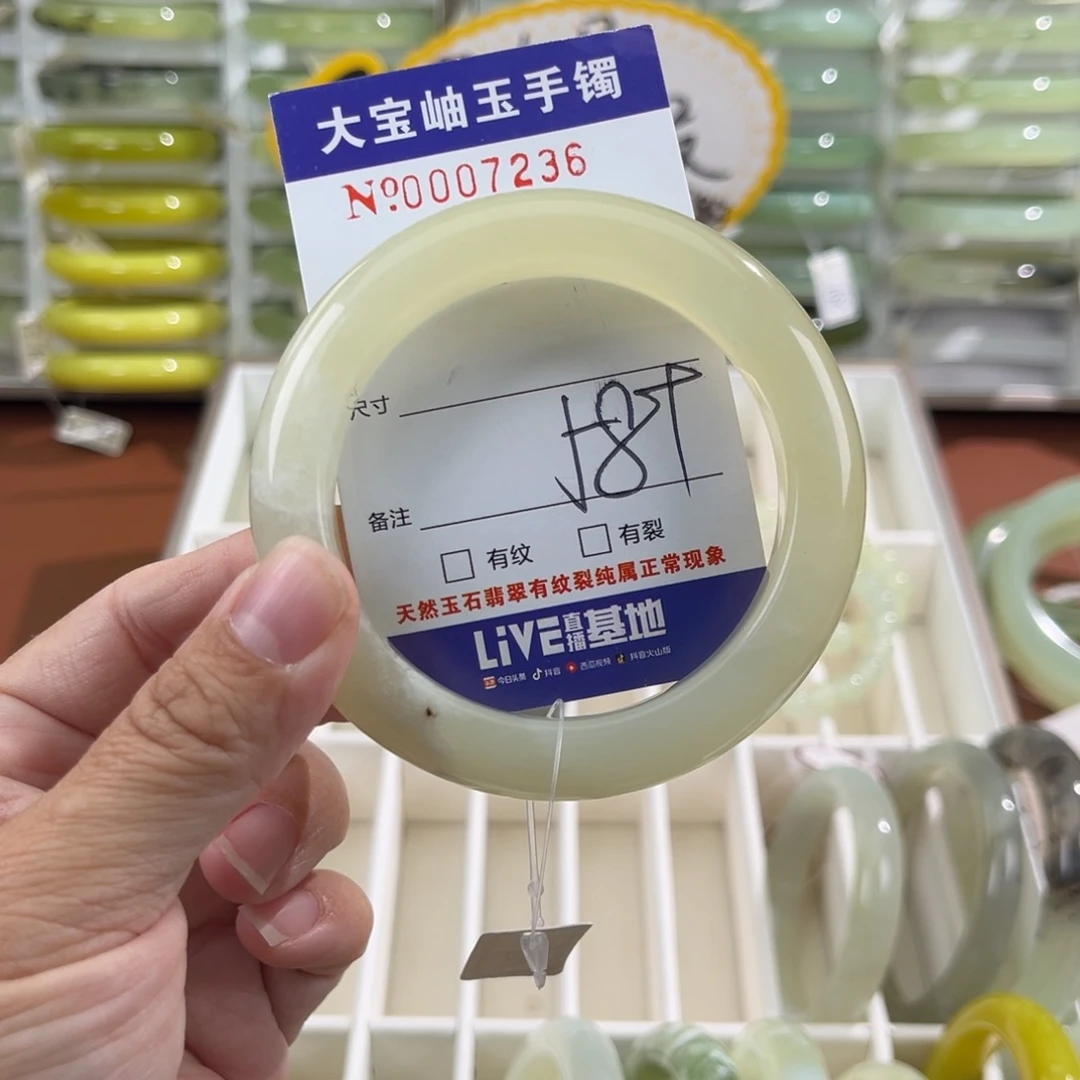 大宝岫玉手镯
Nº.0007236
尺寸
备注
有纹 有裂
天然玉石翡翠有纹裂纯属正常现象
LiVE直播基地
今日头条 抖音 西瓜视频 抖音火山版